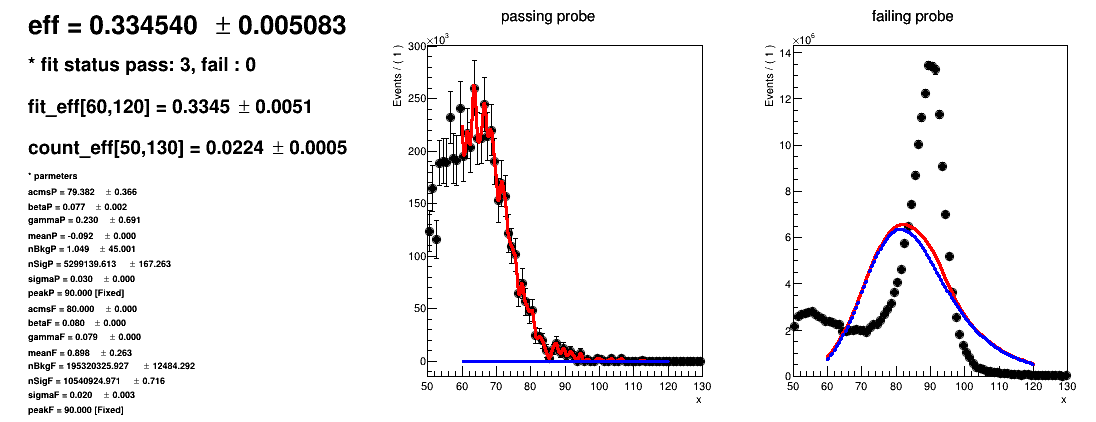 eff = 0.334540 ± 0.005083
* fit status pass: 3, fail : 0
fit_eff[60,120] = 0.3345 ± 0.0051
count_eff[50,130] = 0.0224 ± 0.0005
* parmeters
acmsP = 79.382 ± 0.366
betaP = 0.077 ± 0.002
gammaP = 0.230 ± 0.691
meanP = -0.092 ± 0.000
nBkgP = 1.049 ± 45.001
nSigP = 5299139.613 ± 167.263
sigmaP = 0.030 ± 0.000
peakP = 90.000 [Fixed]
acmsF = 80.000 ± 0.000
betaF = 0.080 ± 0.000
gammaF = 0.079 ± 0.000
meanF = 0.898 ± 0.263
nBkgF = 195320325.927 ± 12484.292
nSigF = 10540924.971 ± 0.716
sigmaF = 0.020 ± 0.003
peakF = 90.000 [Fixed]
passing probe
×10³
Events / ( 1 )
300
250
200
150
100
50
0
50 60 70 80 90 100 110 120 130
x
failing probe
×10⁶
Events / ( 1 )
14
12
10
8
6
4
2
0
50 60 70 80 90 100 110 120 130
x